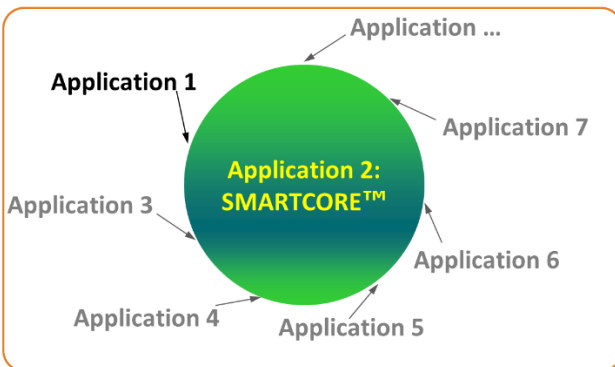 Application ...
Application 1
Application 7
Application 2:
SMARTCORE™
Application 3
Application 6
Application 4
Application 5